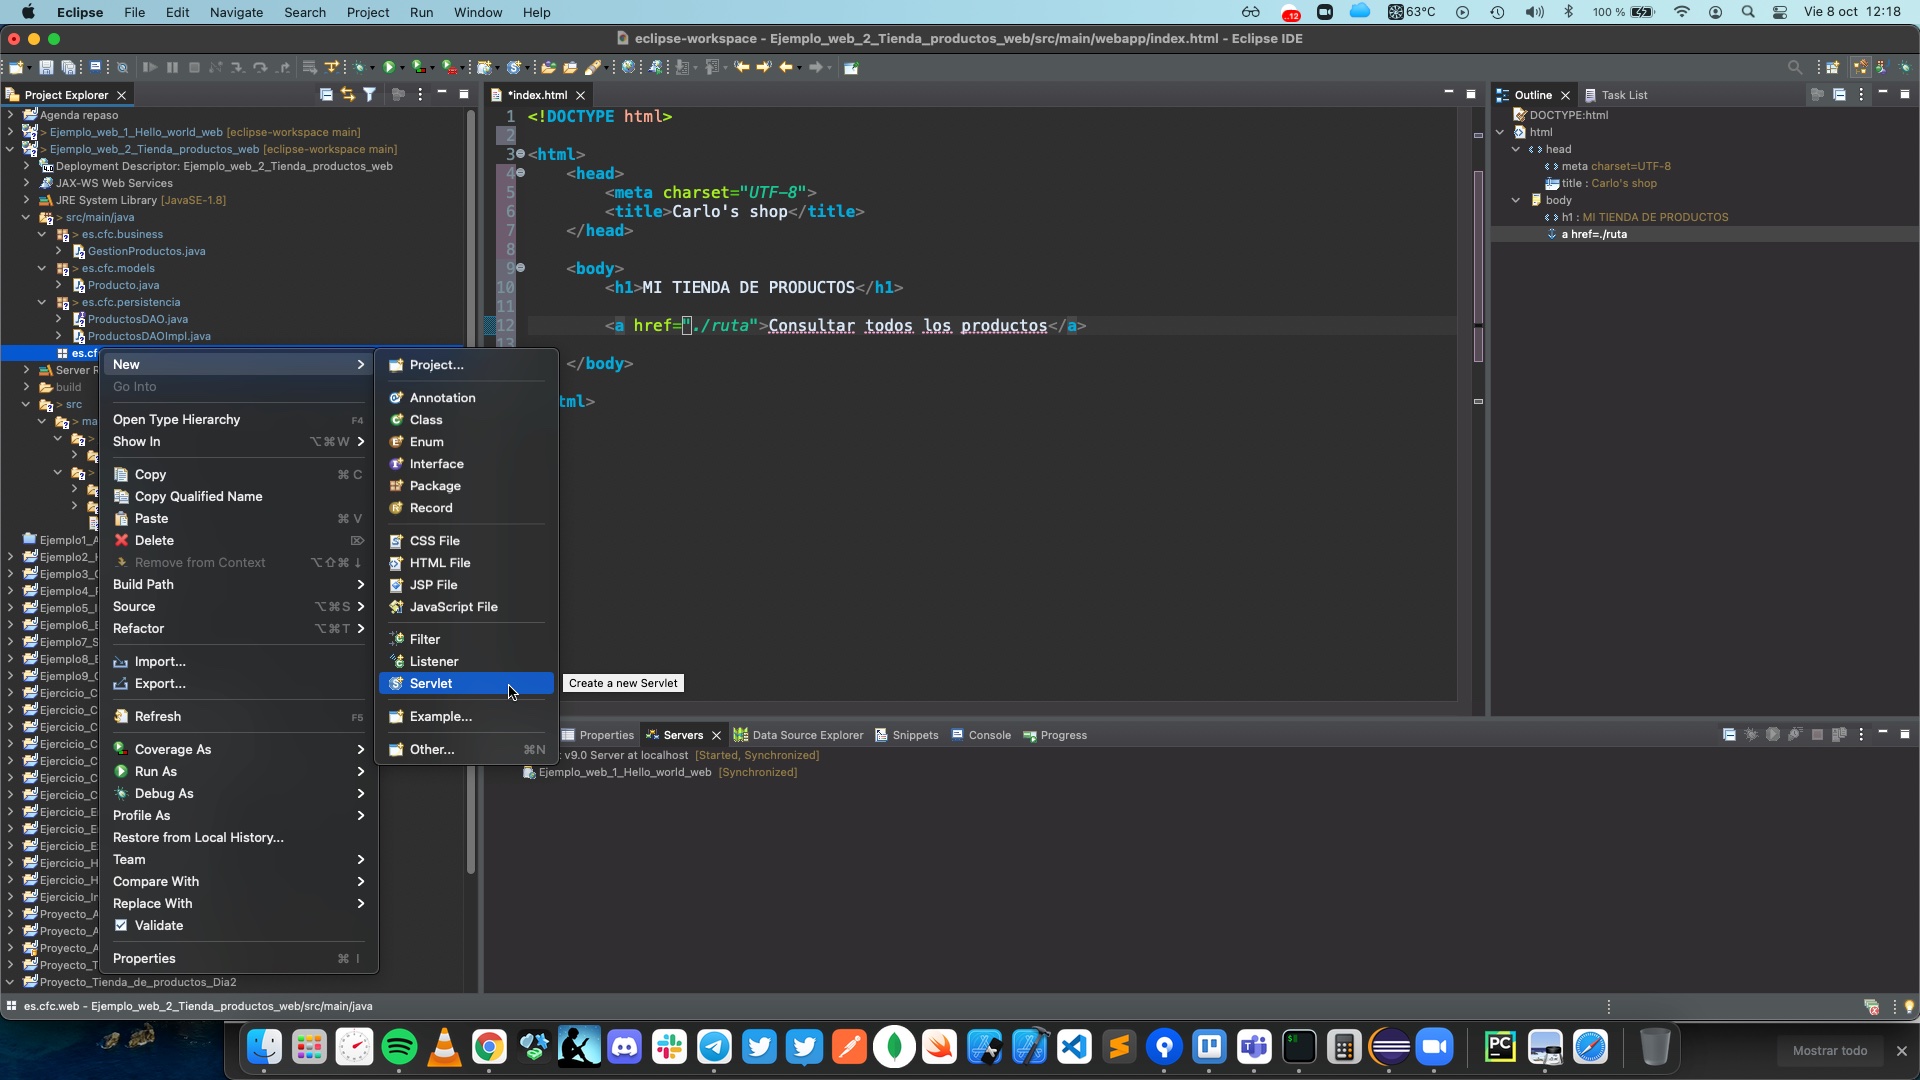 Eclipse File Edit Navigate Search Project Run Window Help
..12 63°C 100 % Vie 8 oct 12:18
eclipse-workspace - Ejemplo_web_2_Tienda_productos_web/src/main/webapp/index.html - Eclipse IDE
Project Explorer
*index.html
Outline
Task List
Agenda repaso
> Ejemplo_web_1_Hello_world_web [eclipse-workspace main]
> Ejemplo_web_2_Tienda_productos_web [eclipse-workspace main]
Deployment Descriptor: Ejemplo_web_2_Tienda_productos_web
JAX-WS Web Services
JRE System Library [JavaSE-1.8]
> src/main/java
> es.cfc.business
GestionProductos.java
> es.cfc.models
Producto.java
> es.cfc.persistencia
ProductosDAO.java
ProductosDAOImpl.java
es.cf
Server R
build
> src
> ma
>
>
Ejemplo1_A
Ejemplo2_H
Ejemplo3_C
Ejemplo4_F
Ejemplo5_I
Ejemplo6_E
Ejemplo7_S
Ejemplo8_E
Ejemplo9_C
Ejercicio_C
Ejercicio_C
Ejercicio_C
Ejercicio_C
Ejercicio_C
Ejercicio_C
Ejercicio_C
Ejercicio_E
Ejercicio_E
Ejercicio_E
Ejercicio_H
Ejercicio_H
Ejercicio_In
Proyecto_A
Proyecto_A
Proyecto_A
Proyecto_T
Proyecto_Tienda_de_productos_Dia2
New
Go Into
Open Type Hierarchy F4
Show In ⌥⌘W
Copy ⌘C
Copy Qualified Name
Paste ⌘V
Delete ⌦
Remove from Context ⌥⇧⌘↓
Build Path
Source ⌥⌘S
Refactor ⌥⌘T
Import...
Export...
Refresh F5
Coverage As
Run As
Debug As
Profile As
Restore from Local History...
Team
Compare With
Replace With
Validate
Properties ⌘I
Project...
Annotation
Class
Enum
Interface
Package
Record
CSS File
HTML File
JSP File
JavaScript File
Filter
Listener
Servlet
Example...
Other... ⌘N
Create a new Servlet
1 <!DOCTYPE html>
2
3 <html>
4 <head>
5 <meta charset="UTF-8">
6 <title>Carlo's shop</title>
7 </head>
8
9 <body>
10 <h1>MI TIENDA DE PRODUCTOS</h1>
11
12 <a href="./ruta">Consultar todos los productos</a>
13
</body>
tml>
DOCTYPE:html
html
head
meta charset=UTF-8
title : Carlo's shop
body
h1 : MI TIENDA DE PRODUCTOS
a href=./ruta
Properties
Servers
Data Source Explorer
Snippets
Console
Progress
v9.0 Server at localhost [Started, Synchronized]
Ejemplo_web_1_Hello_world_web [Synchronized]
es.cfc.web - Ejemplo_web_2_Tienda_productos_web/src/main/java
PC
Mostrar todo